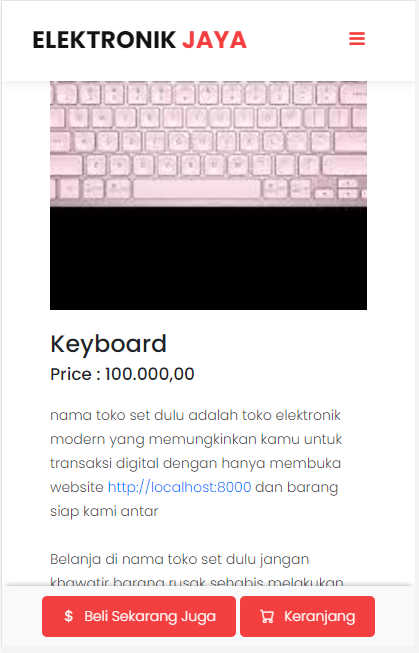 ELEKTRONIK JAYA
Keyboard
Price : 100.000,00
nama toko set dulu adalah toko elektronik
modern yang memungkinkan kamu untuk
transaksi digital dengan hanya membuka
website http://localhost:8000 dan barang
siap kami antar
Belanja di nama toko set dulu jangan
khawatir barang rusak sehabis melakukan
$ Beli Sekarang Juga
Keranjang